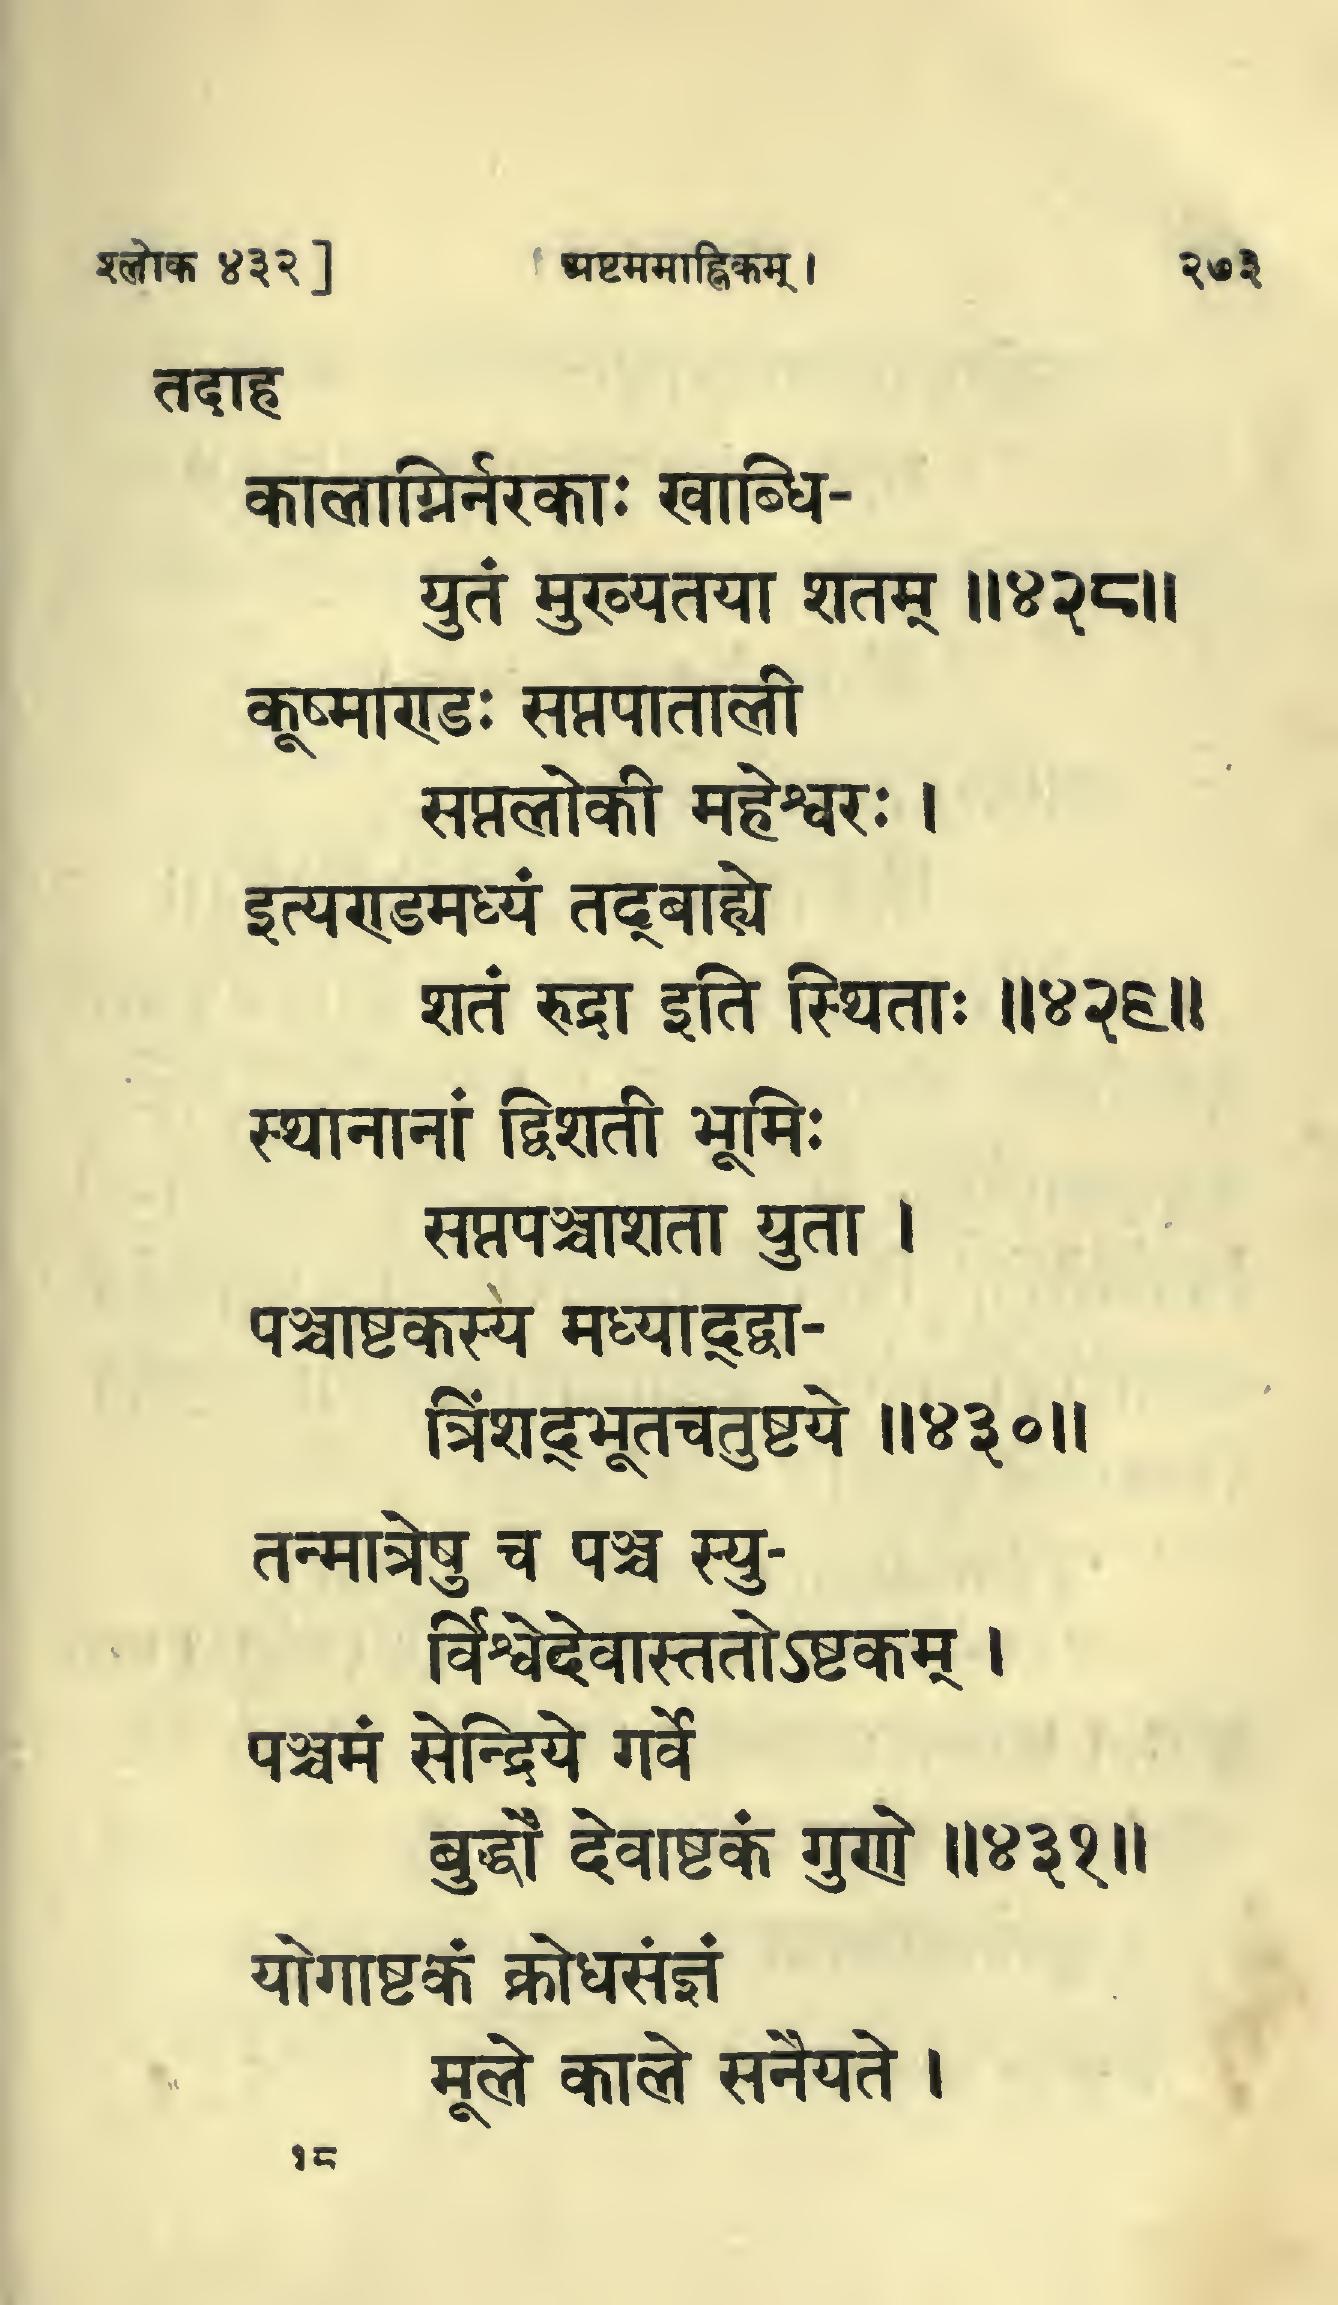 श्लोक ४३२]
अष्टममाह्निकम् ।
२७३
तदाह
कालाग्निर्नरकाः खाब्धि-
युतं मुख्यतया शतम् ॥४२८॥
कूष्माण्डः सप्तपाताली
सप्तलोकी महेश्वरः ।
इत्यण्डमध्यं तद्बाह्ये
शतं रुद्रा इति स्थिताः ॥४२९॥
स्थानानां द्विशती भूमिः
सप्तपञ्चाशता युता ।
पञ्चाष्टकस्य मध्याद्द्वा-
त्रिंशद्भूतचतुष्टये ॥४३०॥
तन्मात्रेषु च पञ्च स्यु-
र्विश्वेदेवास्ततोऽष्टकम् ।
पञ्चमं सेन्द्रिये गर्वे
बुद्धौ देवाष्टकं गुणे ॥४३१॥
योगाष्टकं क्रोधसंज्ञं
मूले काले सनैयते ।
१८